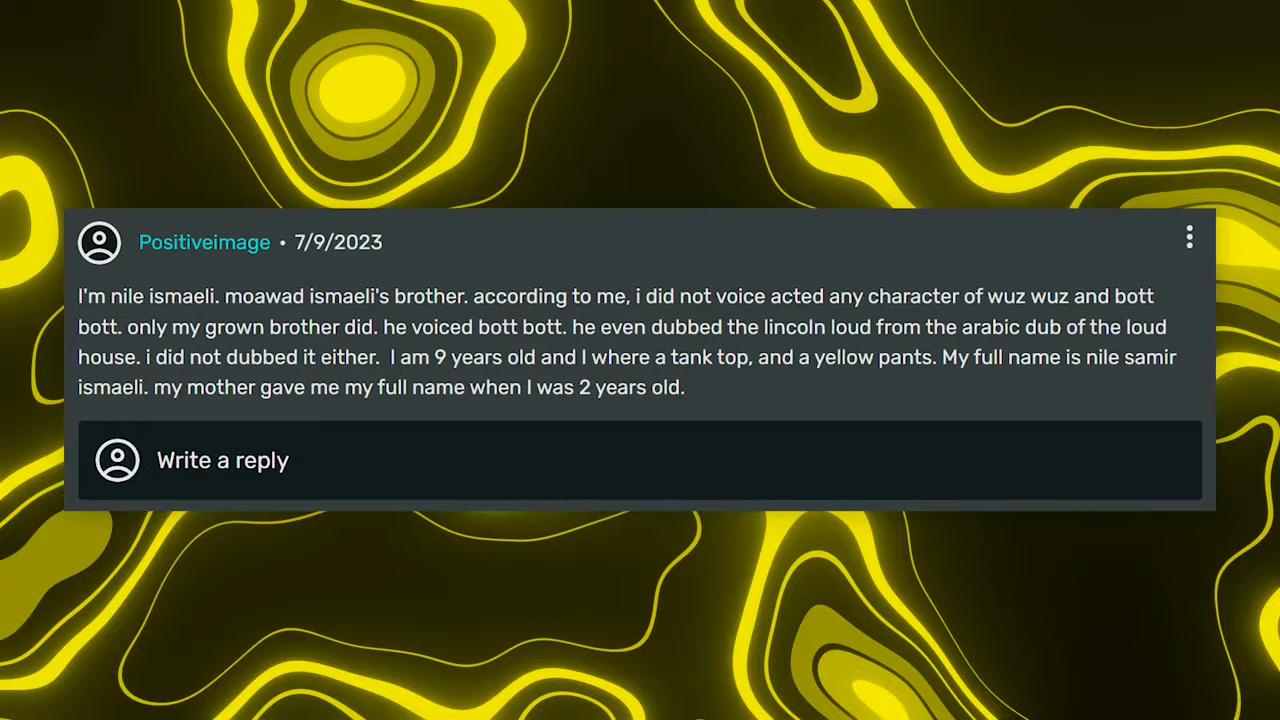 Positiveimage • 7/9/2023
I'm nile ismaeli. moawad ismaeli's brother. according to me, i did not voice acted any character of wuz wuz and bott
bott. only my grown brother did. he voiced bott bott. he even dubbed the lincoln loud from the arabic dub of the loud
house. i did not dubbed it either.  I am 9 years old and I where a tank top, and a yellow pants. My full name is nile samir
ismaeli. my mother gave me my full name when I was 2 years old.
Write a reply